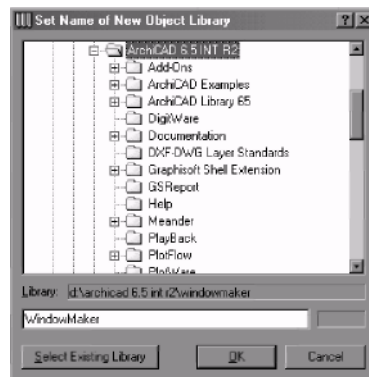 Set Name of New Object Library
ArchiCAD 6.5 INT R2
Add-Ons
ArchiCAD Examples
ArchiCAD Library 65
DigitWare
Documentation
DXF-DWG Layer Standards
Graphisoft Shell Extension
GSReport
Help
Meander
PlayBack
PlotFlow
PlotWare
Library: d:\archicad 6.5 int r2\windowmaker
WindowMaker
Select Existing Library
OK
Cancel